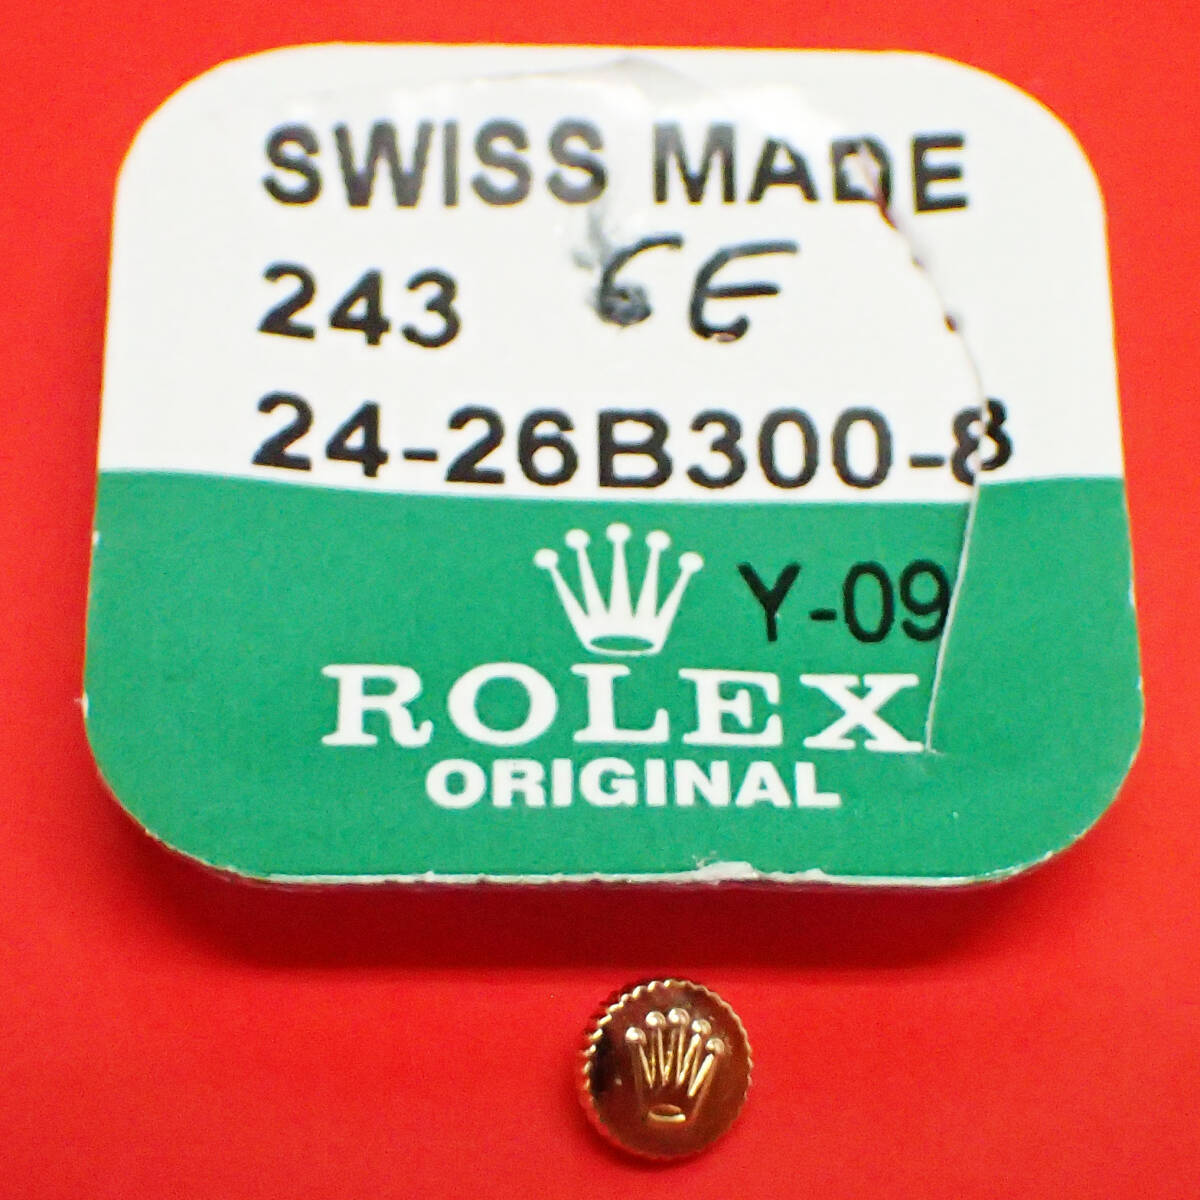 SWISS MADE
243 6E
24-26B300-8
Y-09
ROLEX
ORIGINAL